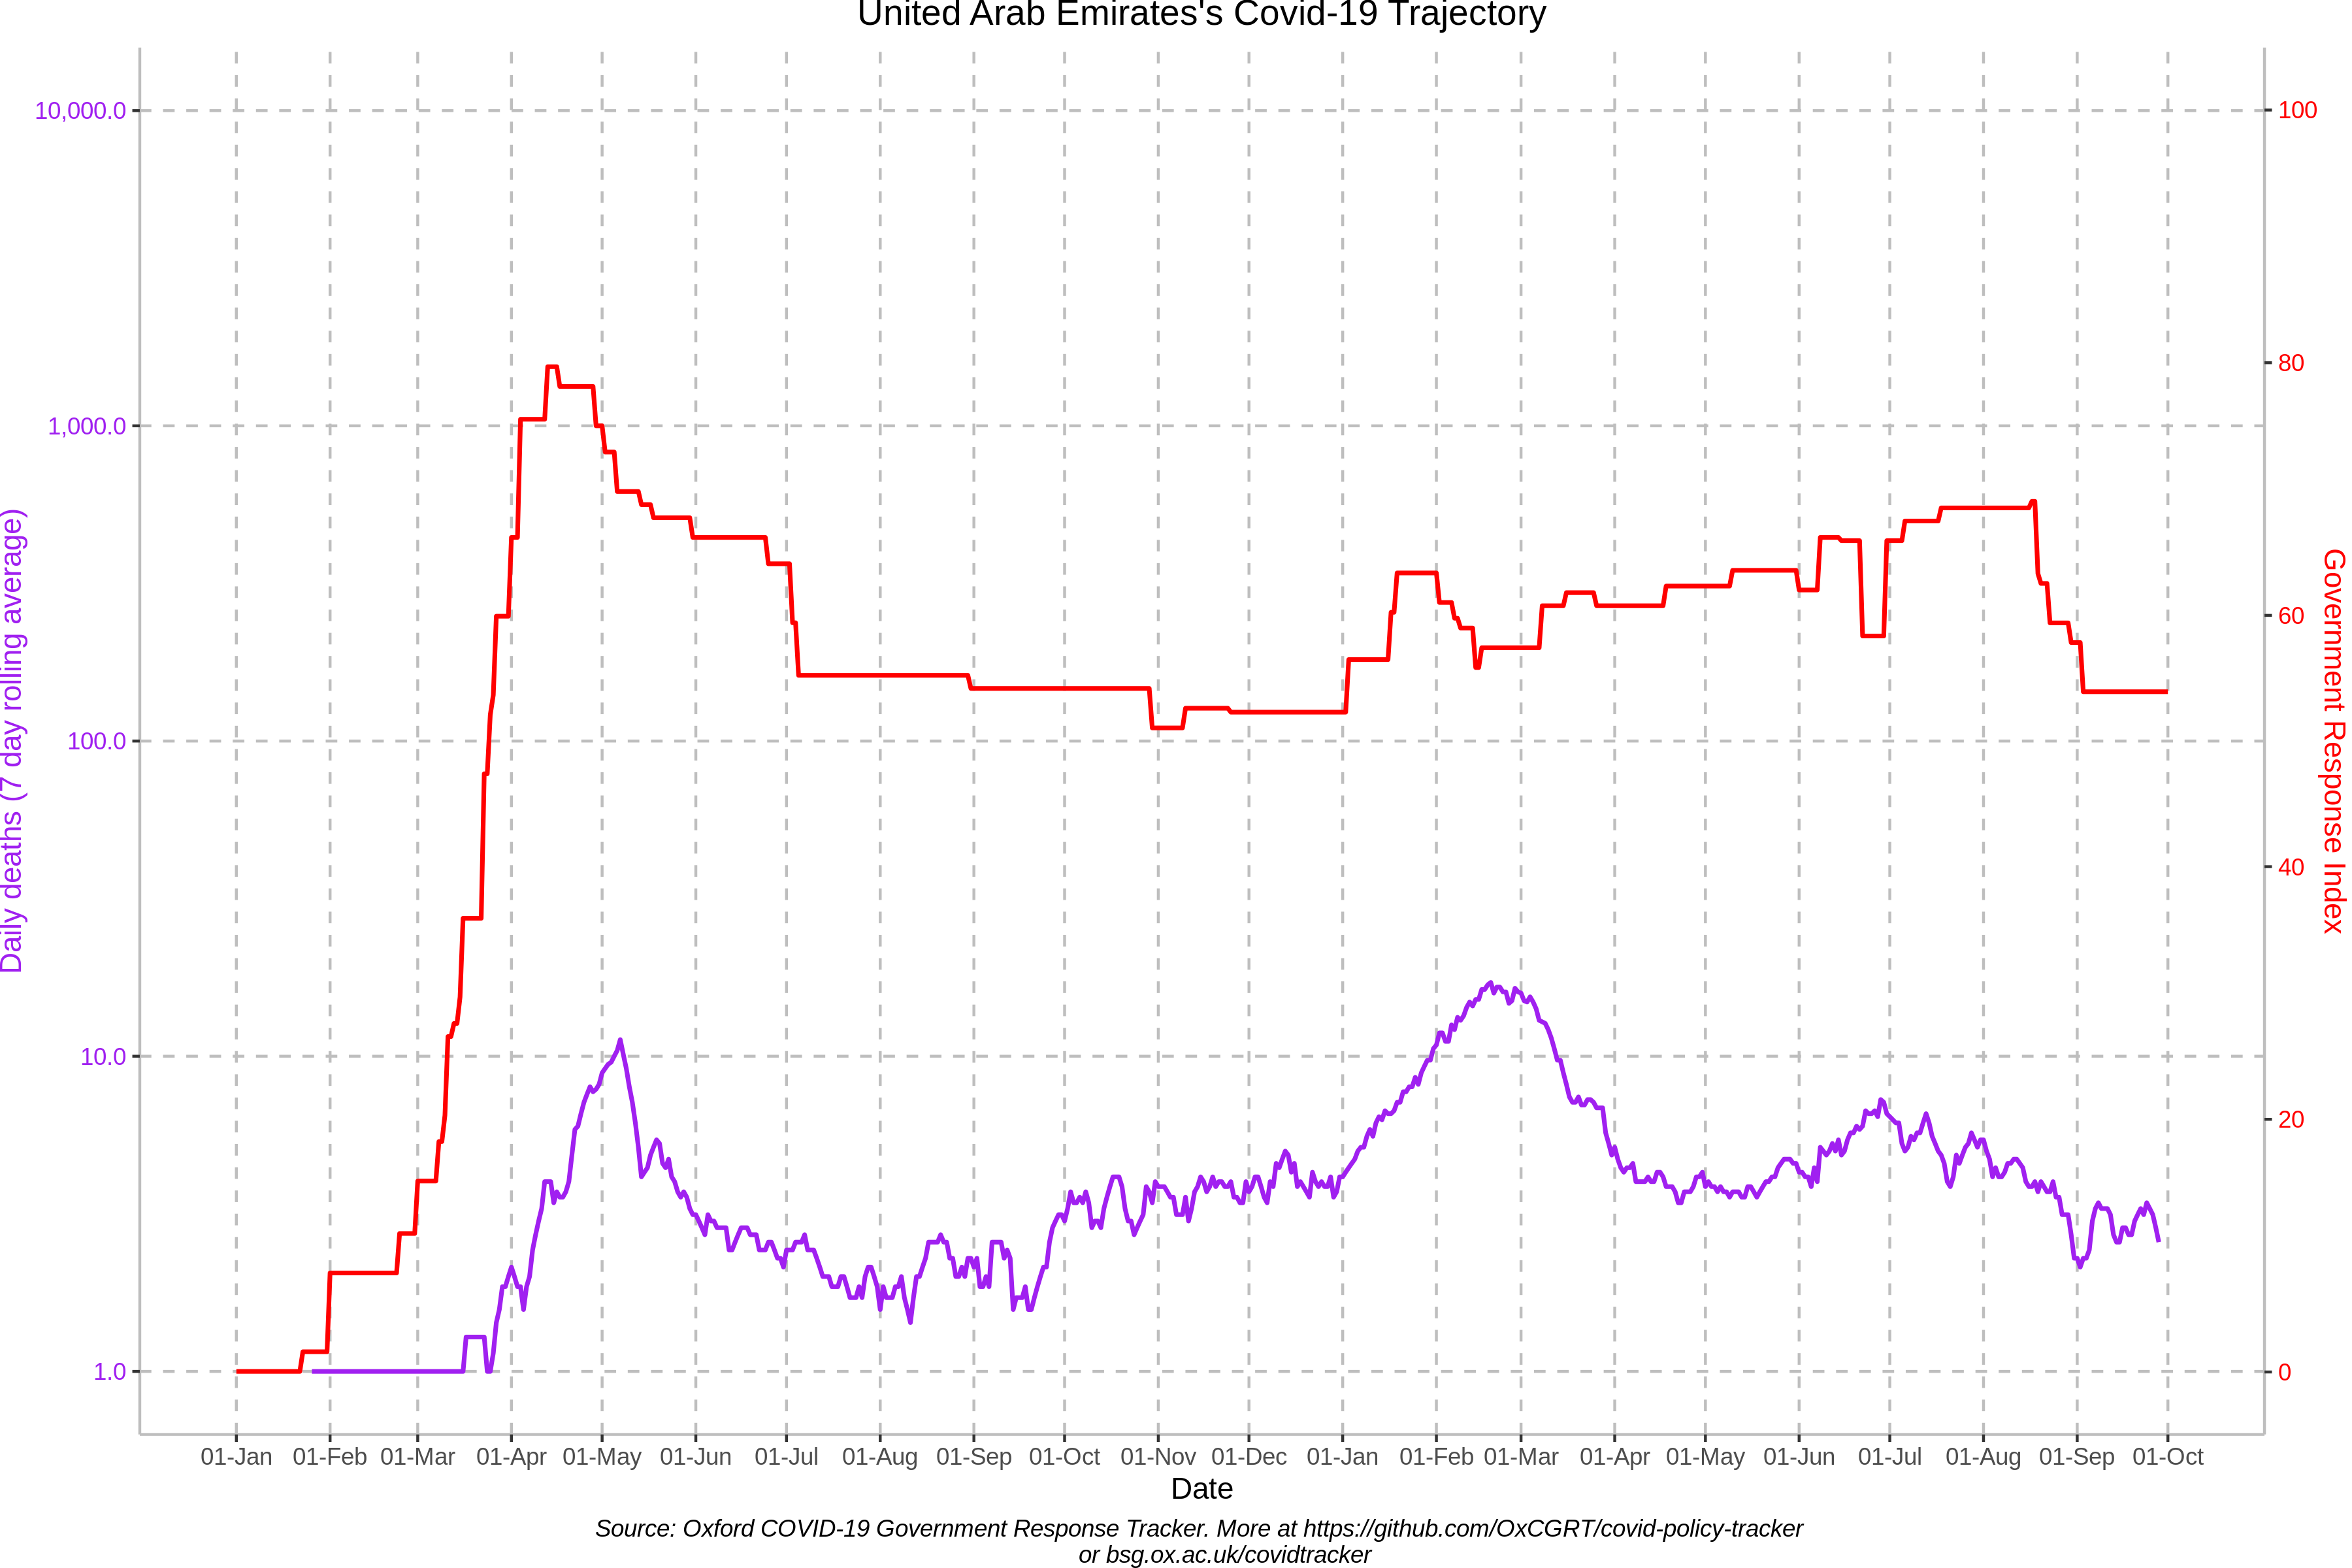 United Arab Emirates's Covid-19 Trajectory
10,000.0
1,000.0
100.0
10.0
1.0
Daily deaths (7 day rolling average)
100
80
60
40
20
0
Government Response Index
01-Jan 01-Feb 01-Mar 01-Apr 01-May 01-Jun 01-Jul 01-Aug 01-Sep 01-Oct 01-Nov 01-Dec 01-Jan 01-Feb 01-Mar 01-Apr 01-May 01-Jun 01-Jul 01-Aug 01-Sep 01-Oct
Date
Source: Oxford COVID-19 Government Response Tracker. More at https://github.com/OxCGRT/covid-policy-tracker
or bsg.ox.ac.uk/covidtracker